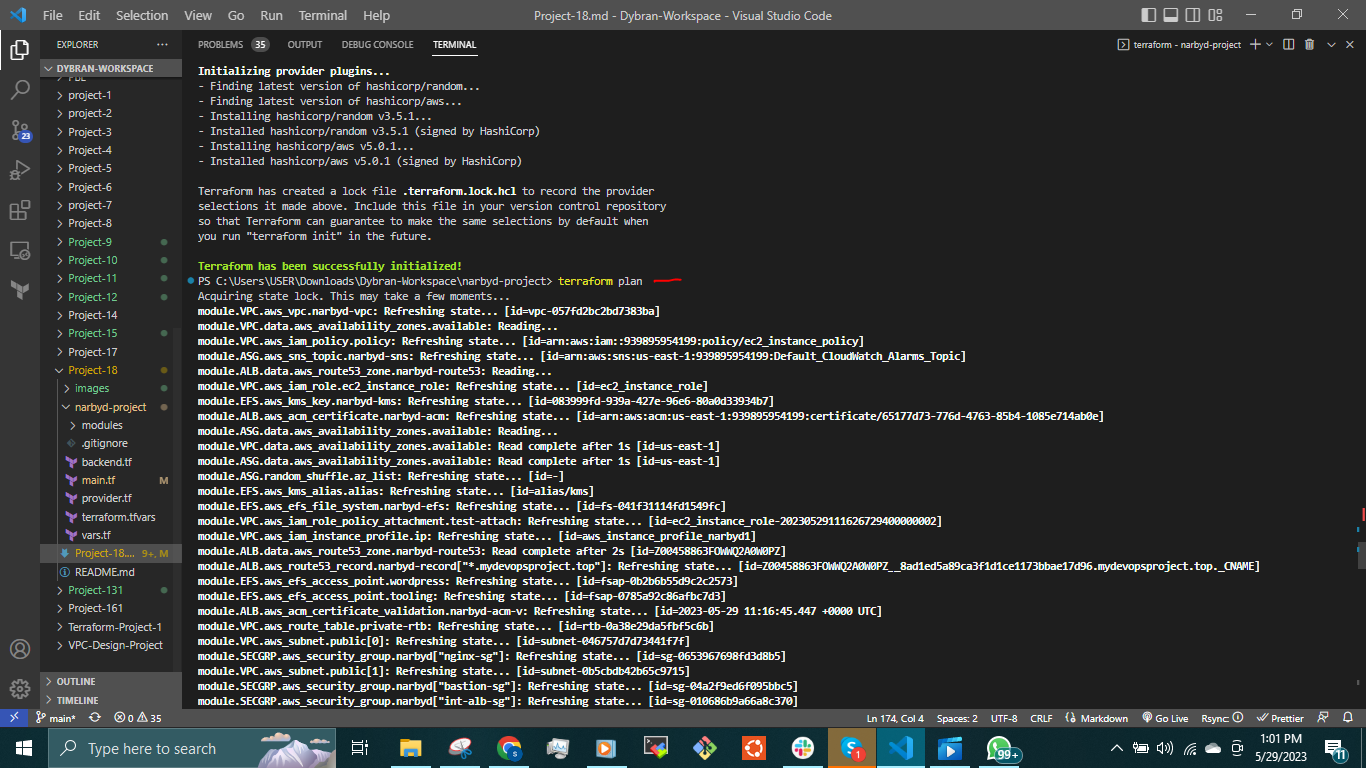 File Edit Selection View Go Run Terminal Help
Project-18.md - Dybran-Workspace - Visual Studio Code
EXPLORER
DYBRAN-WORKSPACE
PBL
project-1
project-2
Project-3
Project-4
Project-5
Project-6
project-7
Project-8
Project-9
Project-10
Project-11
Project-12
Project-14
Project-15
Project-17
Project-18
images
narbyd-project
modules
.gitignore
backend.tf
main.tf M
provider.tf
terraform.tfvars
vars.tf
Project-18.... 9+, M
README.md
Project-131
Project-161
Terraform-Project-1
VPC-Design-Project
OUTLINE
TIMELINE
23
PROBLEMS 35 OUTPUT DEBUG CONSOLE TERMINAL
terraform - narbyd-project
Initializing provider plugins...
- Finding latest version of hashicorp/random...
- Finding latest version of hashicorp/aws...
- Installing hashicorp/random v3.5.1...
- Installed hashicorp/random v3.5.1 (signed by HashiCorp)
- Installing hashicorp/aws v5.0.1...
- Installed hashicorp/aws v5.0.1 (signed by HashiCorp)
Terraform has created a lock file .terraform.lock.hcl to record the provider
selections it made above. Include this file in your version control repository
so that Terraform can guarantee to make the same selections by default when
you run "terraform init" in the future.
Terraform has been successfully initialized!
PS C:\Users\USER\Downloads\Dybran-Workspace\narbyd-project> terraform plan
Acquiring state lock. This may take a few moments...
module.VPC.aws_vpc.narbyd-vpc: Refreshing state... [id=vpc-057fd2bc2bd7383ba]
module.VPC.data.aws_availability_zones.available: Reading...
module.VPC.aws_iam_policy.policy: Refreshing state... [id=arn:aws:iam::939895954199:policy/ec2_instance_policy]
module.ASG.aws_sns_topic.narbyd-sns: Refreshing state... [id=arn:aws:sns:us-east-1:939895954199:Default_CloudWatch_Alarms_Topic]
module.ALB.data.aws_route53_zone.narbyd-route53: Reading...
module.VPC.aws_iam_role.ec2_instance_role: Refreshing state... [id=ec2_instance_role]
module.EFS.aws_kms_key.narbyd-kms: Refreshing state... [id=083999fd-939a-427e-96e6-80a0d33934b7]
module.ALB.aws_acm_certificate.narbyd-acm: Refreshing state... [id=arn:aws:acm:us-east-1:939895954199:certificate/65177d73-776d-4763-85b4-1085e714ab0e]
module.ASG.data.aws_availability_zones.available: Reading...
module.VPC.data.aws_availability_zones.available: Read complete after 1s [id=us-east-1]
module.ASG.data.aws_availability_zones.available: Read complete after 1s [id=us-east-1]
module.ASG.random_shuffle.az_list: Refreshing state... [id=-]
module.EFS.aws_kms_alias.alias: Refreshing state... [id=alias/kms]
module.EFS.aws_efs_file_system.narbyd-efs: Refreshing state... [id=fs-041f31114fd1549fc]
module.VPC.aws_iam_role_policy_attachment.test-attach: Refreshing state... [id=ec2_instance_role-20230529111626729400000002]
module.VPC.aws_iam_instance_profile.ip: Refreshing state... [id=aws_instance_profile_narbyd1]
module.ALB.data.aws_route53_zone.narbyd-route53: Read complete after 2s [id=Z00458863FOWWQ2A0W0PZ]
module.ALB.aws_route53_record.narbyd-record["*.mydevopsproject.top"]: Refreshing state... [id=Z00458863FOWWQ2A0W0PZ__8ad1ed5a89ca3f1d1ce1173bbae17d96.mydevopsproject.top._CNAME]
module.EFS.aws_efs_access_point.wordpress: Refreshing state... [id=fsap-0b2b6b55d9c2c2573]
module.EFS.aws_efs_access_point.tooling: Refreshing state... [id=fsap-0785a92c86afbc7d3]
module.ALB.aws_acm_certificate_validation.narbyd-acm-v: Refreshing state... [id=2023-05-29 11:16:45.447 +0000 UTC]
module.VPC.aws_route_table.private-rtb: Refreshing state... [id=rtb-0a38e29da5fbf5c6b]
module.VPC.aws_subnet.public[0]: Refreshing state... [id=subnet-046757d7d73441f7f]
module.SECGRP.aws_security_group.narbyd["nginx-sg"]: Refreshing state... [id=sg-0653967698fd3d8b5]
module.VPC.aws_subnet.public[1]: Refreshing state... [id=subnet-0b5cbdb42b65c9715]
module.SECGRP.aws_security_group.narbyd["bastion-sg"]: Refreshing state... [id=sg-04a2f9ed6f095bbc5]
module.SECGRP.aws_security_group.narbyd["int-alb-sg"]: Refreshing state... [id=sg-010686b9a66a8c370]
main* 0 35 Ln 174, Col 4 Spaces: 2 UTF-8 CRLF Markdown Go Live Rsync: Prettier
Type here to search
1
99+
1:01 PM
5/29/2023
11